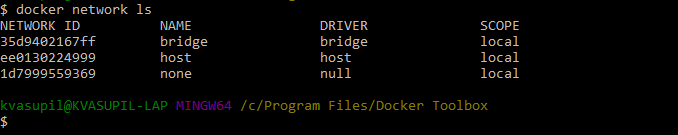 $ docker network ls
NETWORK ID NAME DRIVER SCOPE
35d9402167ff bridge bridge local
ee0130224999 host host local
1d7999559369 none null local
kvasupil@KVASUPIL-LAP MINGW64 /c/Program Files/Docker Toolbox
$